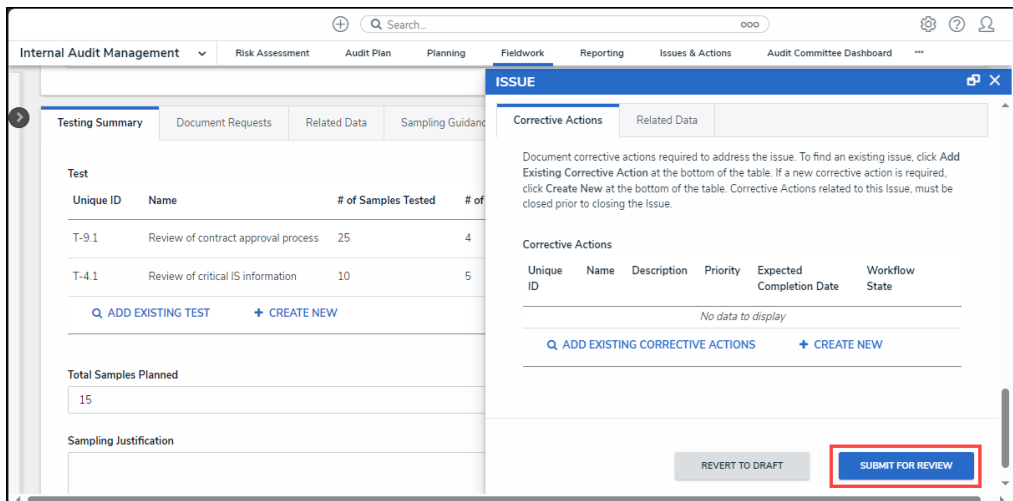 Search...
ooo
Internal Audit Management
Risk Assessment
Audit Plan
Planning
Fieldwork
Reporting
Issues & Actions
Audit Committee Dashboard
...
Testing Summary
Document Requests
Related Data
Sampling Guidanc
Test
Unique ID Name # of Samples Tested # of
T-9.1 Review of contract approval process 25 4
T-4.1 Review of critical IS information 10 5
ADD EXISTING TEST
+ CREATE NEW
Total Samples Planned
15
Sampling Justification
ISSUE
Corrective Actions
Related Data
Document corrective actions required to address the issue. To find an existing issue, click Add
Existing Corrective Action at the bottom of the table. If a new corrective action is required,
click Create New at the bottom of the table. Corrective Actions related to this Issue, must be
closed prior to closing the Issue.
Corrective Actions
Unique Name Description Priority Expected Workflow
ID Completion Date State
No data to display
ADD EXISTING CORRECTIVE ACTIONS
+ CREATE NEW
REVERT TO DRAFT
SUBMIT FOR REVIEW